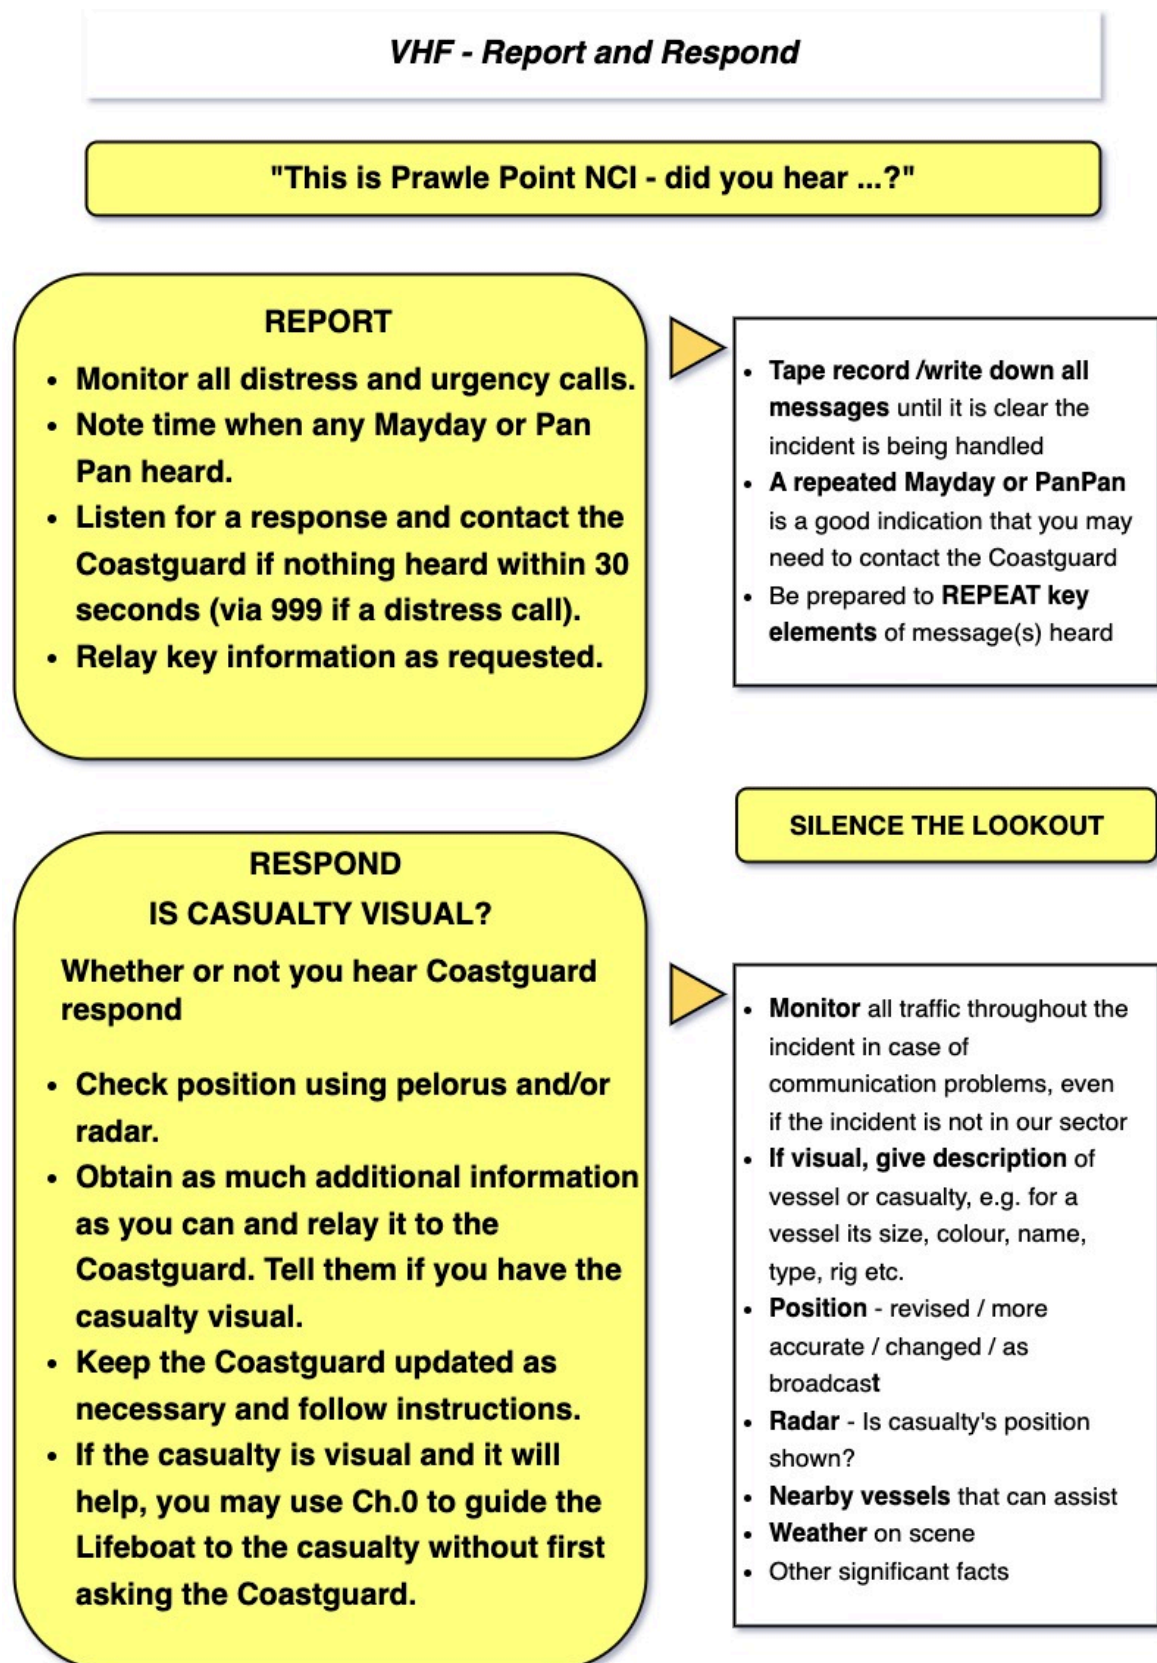 VHF - Report and Respond
"This is Prawle Point NCI - did you hear ...?"
REPORT
• Monitor all distress and urgency calls.
• Note time when any Mayday or Pan
Pan heard.
• Listen for a response and contact the
Coastguard if nothing heard within 30
seconds (via 999 if a distress call).
• Relay key information as requested.
• Tape record /write down all
messages until it is clear the
incident is being handled
• A repeated Mayday or PanPan
is a good indication that you may
need to contact the Coastguard
• Be prepared to REPEAT key
elements of message(s) heard
SILENCE THE LOOKOUT
RESPOND
IS CASUALTY VISUAL?
Whether or not you hear Coastguard
respond
• Check position using pelorus and/or
radar.
• Obtain as much additional information
as you can and relay it to the
Coastguard. Tell them if you have the
casualty visual.
• Keep the Coastguard updated as
necessary and follow instructions.
• If the casualty is visual and it will
help, you may use Ch.0 to guide the
Lifeboat to the casualty without first
asking the Coastguard.
• Monitor all traffic throughout the
incident in case of
communication problems, even
if the incident is not in our sector
• If visual, give description of
vessel or casualty, e.g. for a
vessel its size, colour, name,
type, rig etc.
• Position - revised / more
accurate / changed / as
broadcast
• Radar - Is casualty's position
shown?
• Nearby vessels that can assist
• Weather on scene
• Other significant facts